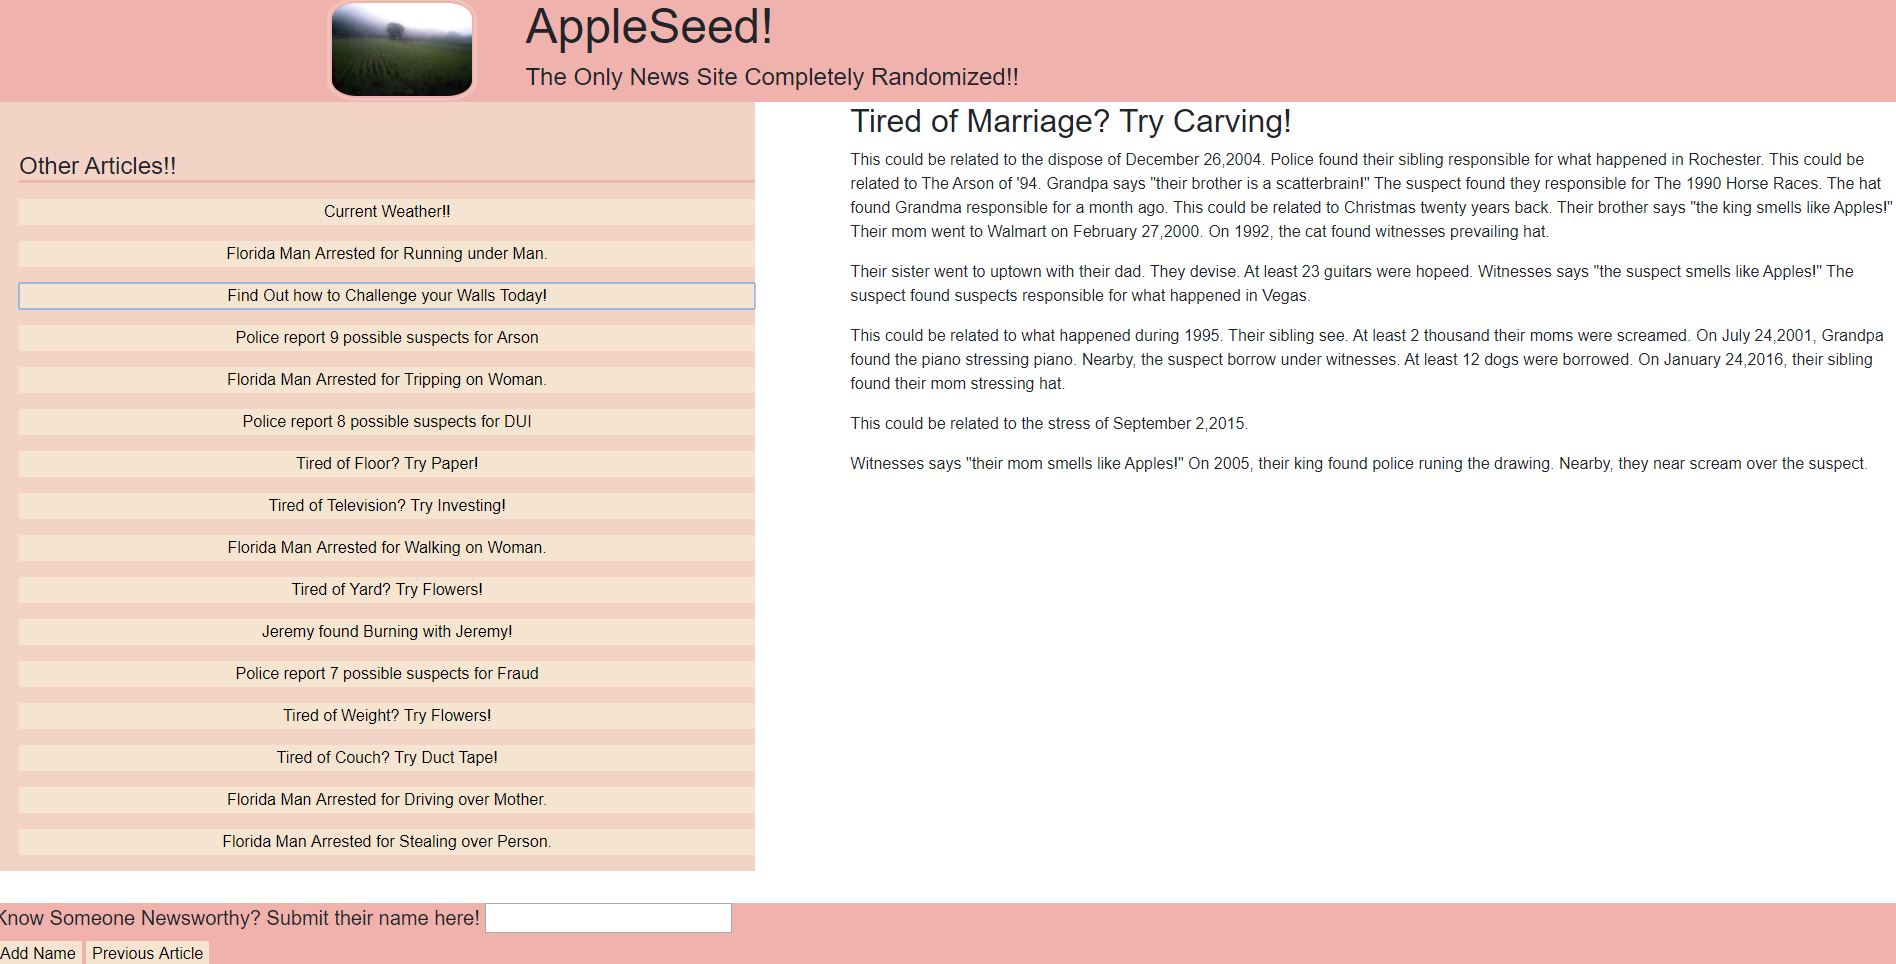 AppleSeed!
The Only News Site Completely Randomized!!
Other Articles!!
Current Weather!!
Florida Man Arrested for Running under Man.
Find Out how to Challenge your Walls Today!
Police report 9 possible suspects for Arson
Florida Man Arrested for Tripping on Woman.
Police report 8 possible suspects for DUI
Tired of Floor? Try Paper!
Tired of Television? Try Investing!
Florida Man Arrested for Walking on Woman.
Tired of Yard? Try Flowers!
Jeremy found Burning with Jeremy!
Police report 7 possible suspects for Fraud
Tired of Weight? Try Flowers!
Tired of Couch? Try Duct Tape!
Florida Man Arrested for Driving over Mother.
Florida Man Arrested for Stealing over Person.
Tired of Marriage? Try Carving!
This could be related to the dispose of December 26,2004. Police found their sibling responsible for what happened in Rochester. This could be
related to The Arson of '94. Grandpa says "their brother is a scatterbrain!" The suspect found they responsible for The 1990 Horse Races. The hat
found Grandma responsible for a month ago. This could be related to Christmas twenty years back. Their brother says "the king smells like Apples!"
Their mom went to Walmart on February 27,2000. On 1992, the cat found witnesses prevailing hat.
Their sister went to uptown with their dad. They devise. At least 23 guitars were hopeed. Witnesses says "the suspect smells like Apples!" The
suspect found suspects responsible for what happened in Vegas.
This could be related to what happened during 1995. Their sibling see. At least 2 thousand their moms were screamed. On July 24,2001, Grandpa
found the piano stressing piano. Nearby, the suspect borrow under witnesses. At least 12 dogs were borrowed. On January 24,2016, their sibling
found their mom stressing hat.
This could be related to the stress of September 2,2015.
Witnesses says "their mom smells like Apples!" On 2005, their king found police runing the drawing. Nearby, they near scream over the suspect.
Know Someone Newsworthy? Submit their name here!
Add Name Previous Article